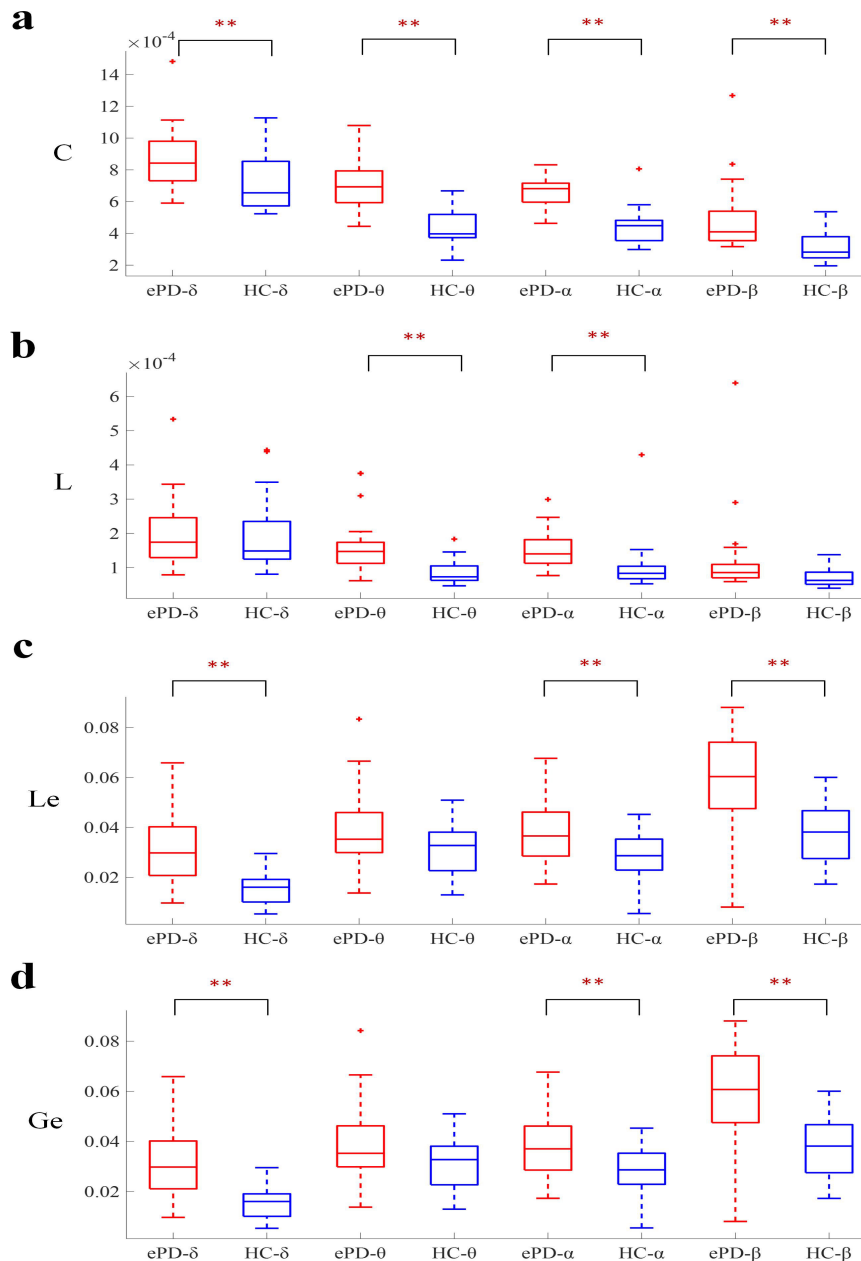 a
×10⁻⁴
** ** ** **
14
12
10
8
6
4
2
C
ePD-δ HC-δ ePD-θ HC-θ ePD-α HC-α ePD-β HC-β
b
×10⁻⁴
** **
6
5
4
3
2
1
L
ePD-δ HC-δ ePD-θ HC-θ ePD-α HC-α ePD-β HC-β
c
** ** **
0.08
0.06
0.04
0.02
Le
ePD-δ HC-δ ePD-θ HC-θ ePD-α HC-α ePD-β HC-β
d
** ** **
0.08
0.06
0.04
0.02
Ge
ePD-δ HC-δ ePD-θ HC-θ ePD-α HC-α ePD-β HC-β